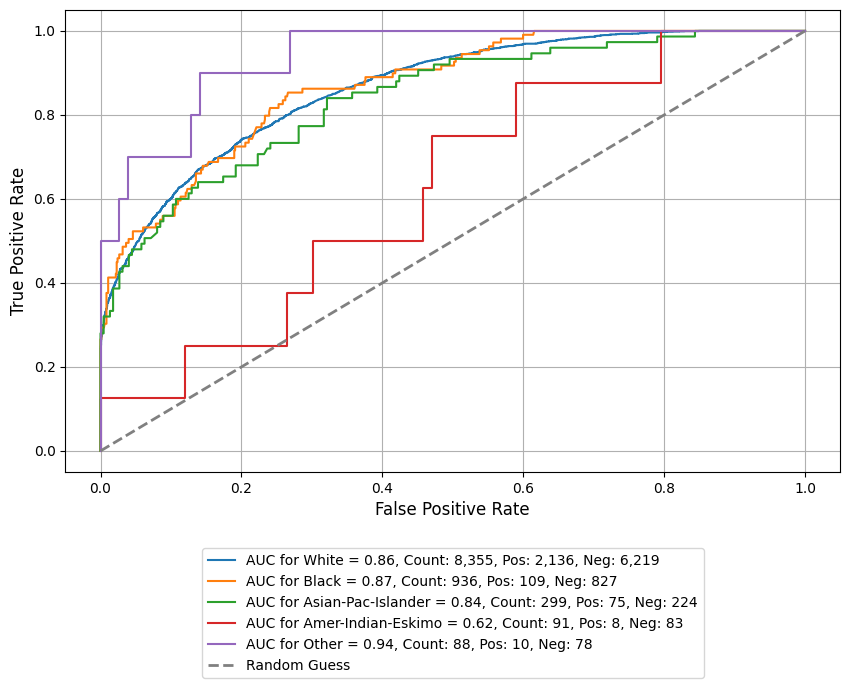 1.0
0.8
0.6
0.4
0.2
0.0
True Positive Rate
0.0 0.2 0.4 0.6 0.8 1.0
False Positive Rate
AUC for White = 0.86, Count: 8,355, Pos: 2,136, Neg: 6,219
AUC for Black = 0.87, Count: 936, Pos: 109, Neg: 827
AUC for Asian-Pac-Islander = 0.84, Count: 299, Pos: 75, Neg: 224
AUC for Amer-Indian-Eskimo = 0.62, Count: 91, Pos: 8, Neg: 83
AUC for Other = 0.94, Count: 88, Pos: 10, Neg: 78
Random Guess